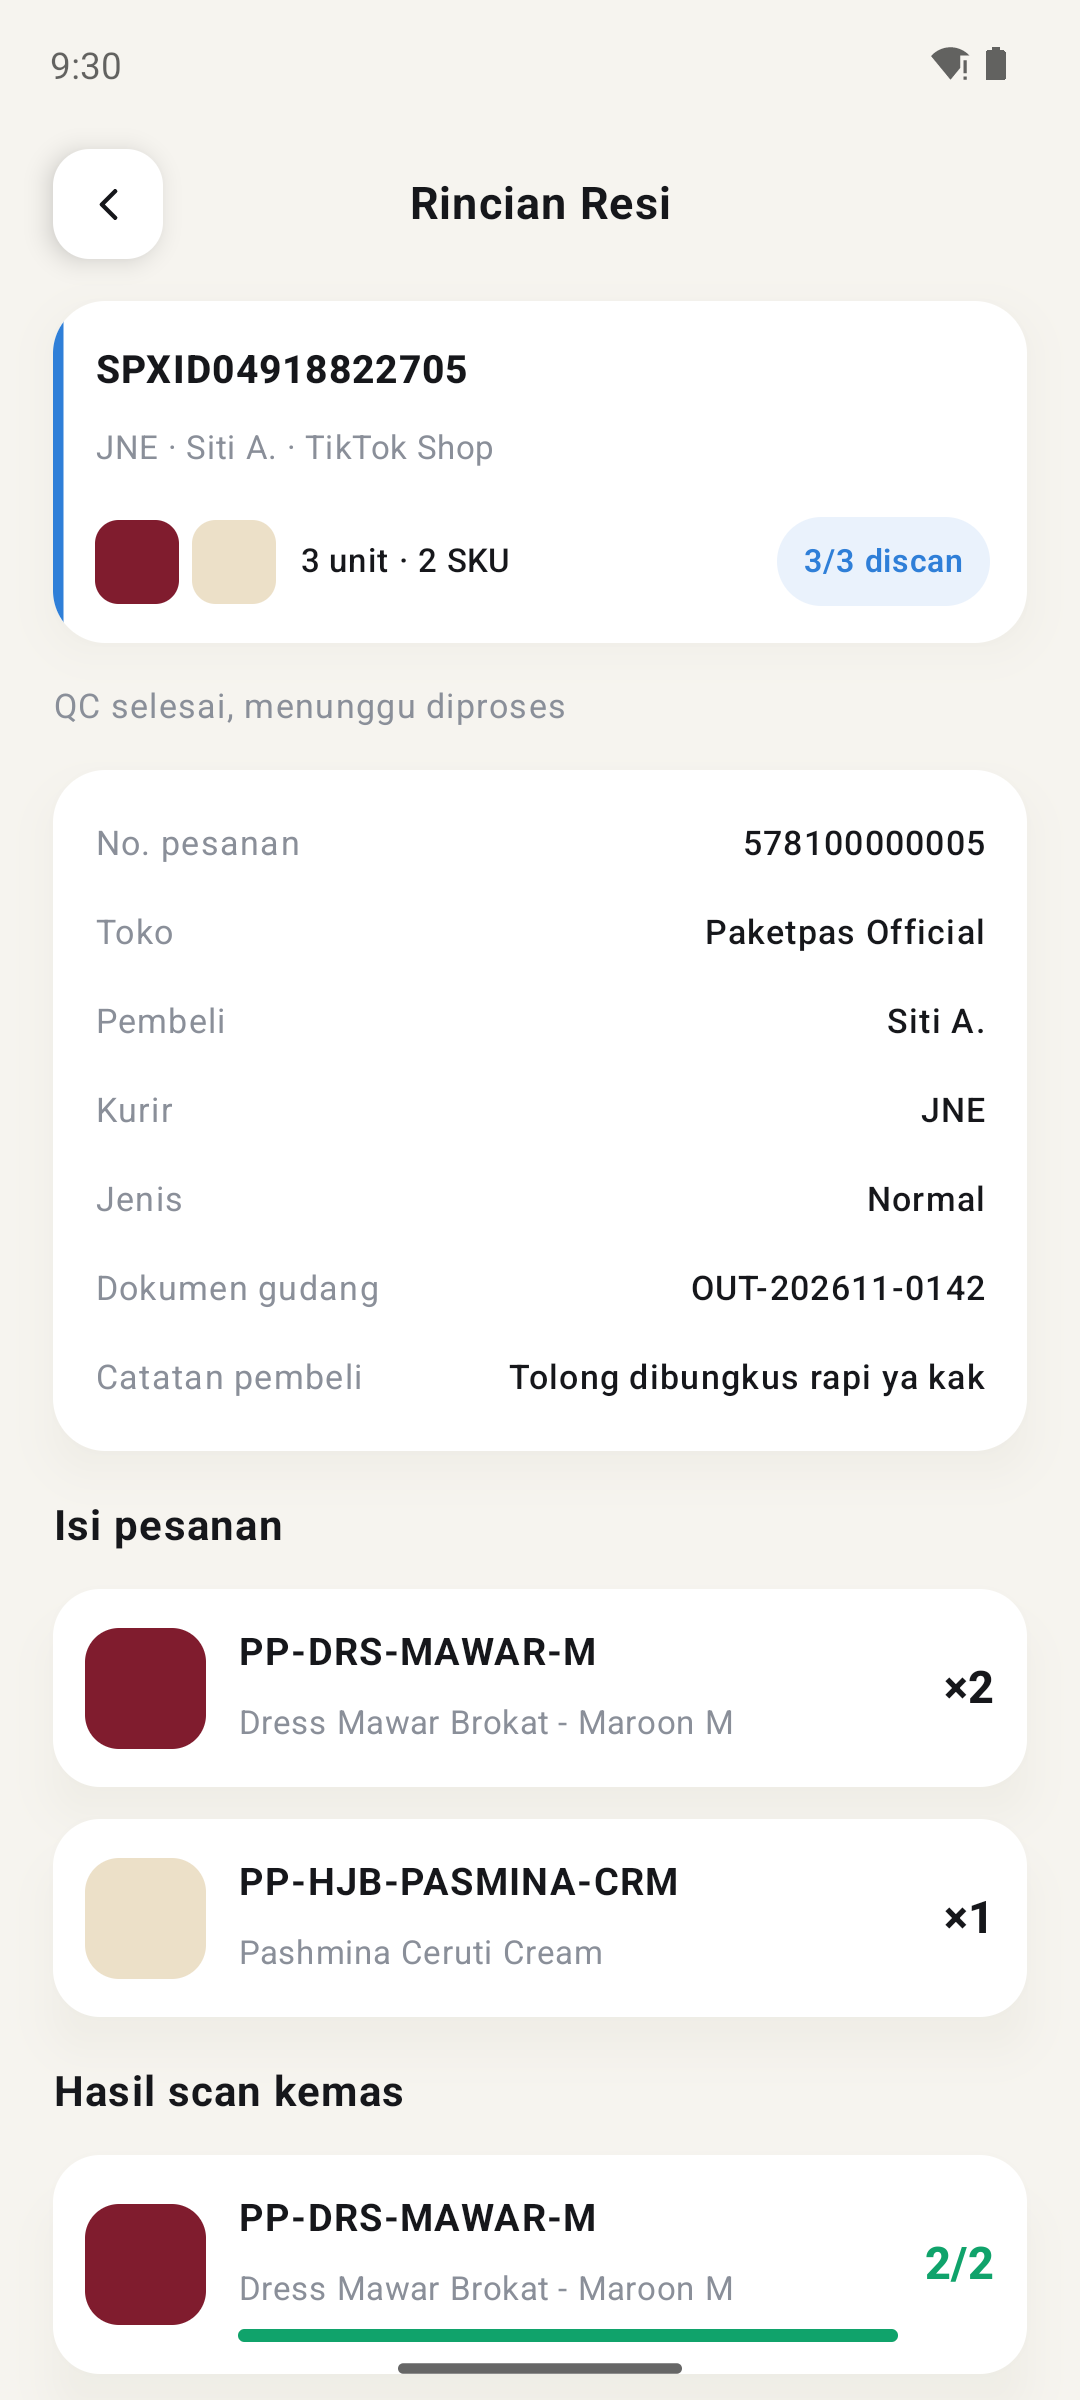 9:30
Rincian Resi
SPXID04918822705
JNE · Siti A. · TikTok Shop
3 unit · 2 SKU
3/3 discan
QC selesai, menunggu diproses
No. pesanan
578100000005
Toko
Paketpas Official
Pembeli
Siti A.
Kurir
JNE
Jenis
Normal
Dokumen gudang
OUT-202611-0142
Catatan pembeli
Tolong dibungkus rapi ya kak
Isi pesanan
PP-DRS-MAWAR-M
Dress Mawar Brokat - Maroon M
×2
PP-HJB-PASMINA-CRM
Pashmina Ceruti Cream
×1
Hasil scan kemas
PP-DRS-MAWAR-M
Dress Mawar Brokat - Maroon M
2/2